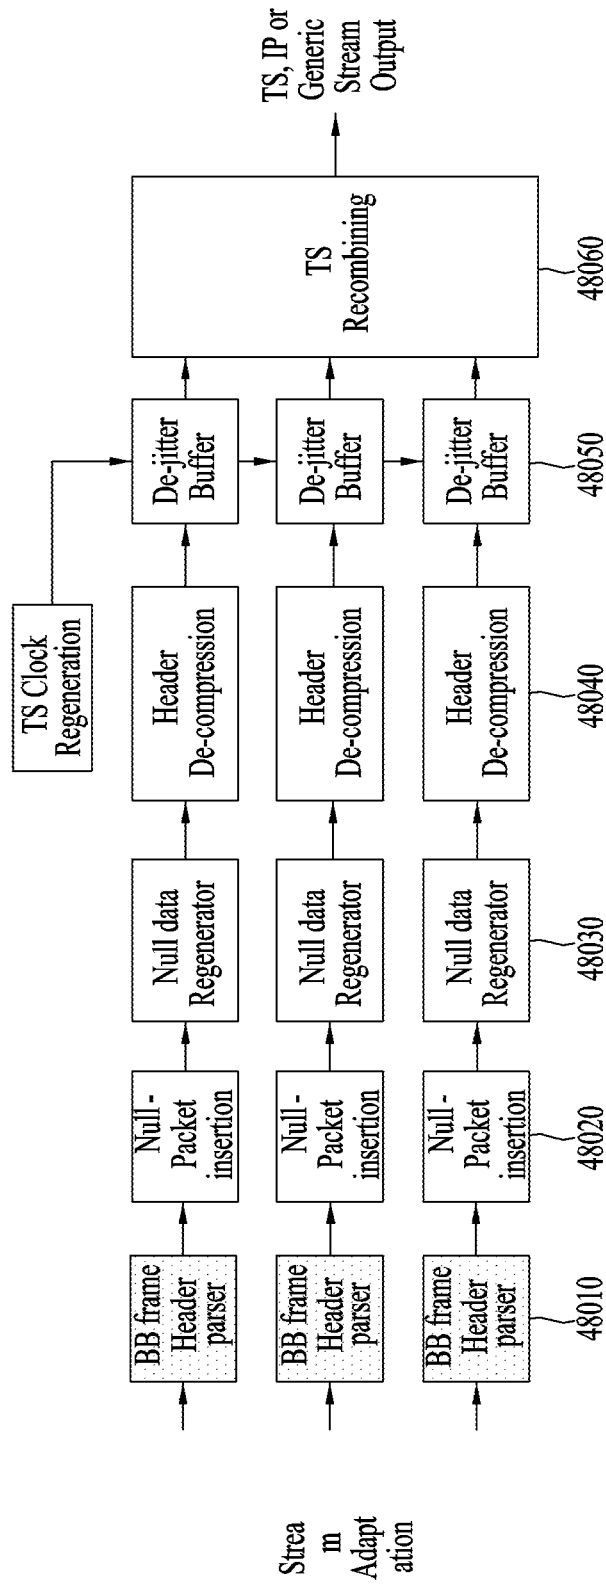 TS Clock
Regeneration
Strea
m
Adapt
ation
BB frame
Header
parser
Null -
Packet
insertion
Null data
Regenerator
Header
De-compression
De-jitter
Buffer
BB frame
Header
parser
Null -
Packet
insertion
Null data
Regenerator
Header
De-compression
De-jitter
Buffer
BB frame
Header
parser
Null -
Packet
insertion
Null data
Regenerator
Header
De-compression
De-jitter
Buffer
TS
Recombining
TS, IP or
Generic
Stream
Output
48010
48020
48030
48040
48050
48060